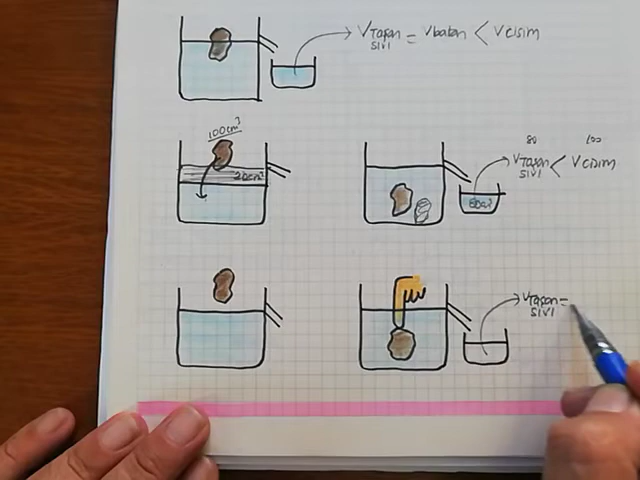 Vtaşan sıvı = Vbatan < Vcisim
100cm³
20cm³
80 100
Vtaşan sıvı < Vcisim
80cm³
Vtaşan sıvı =